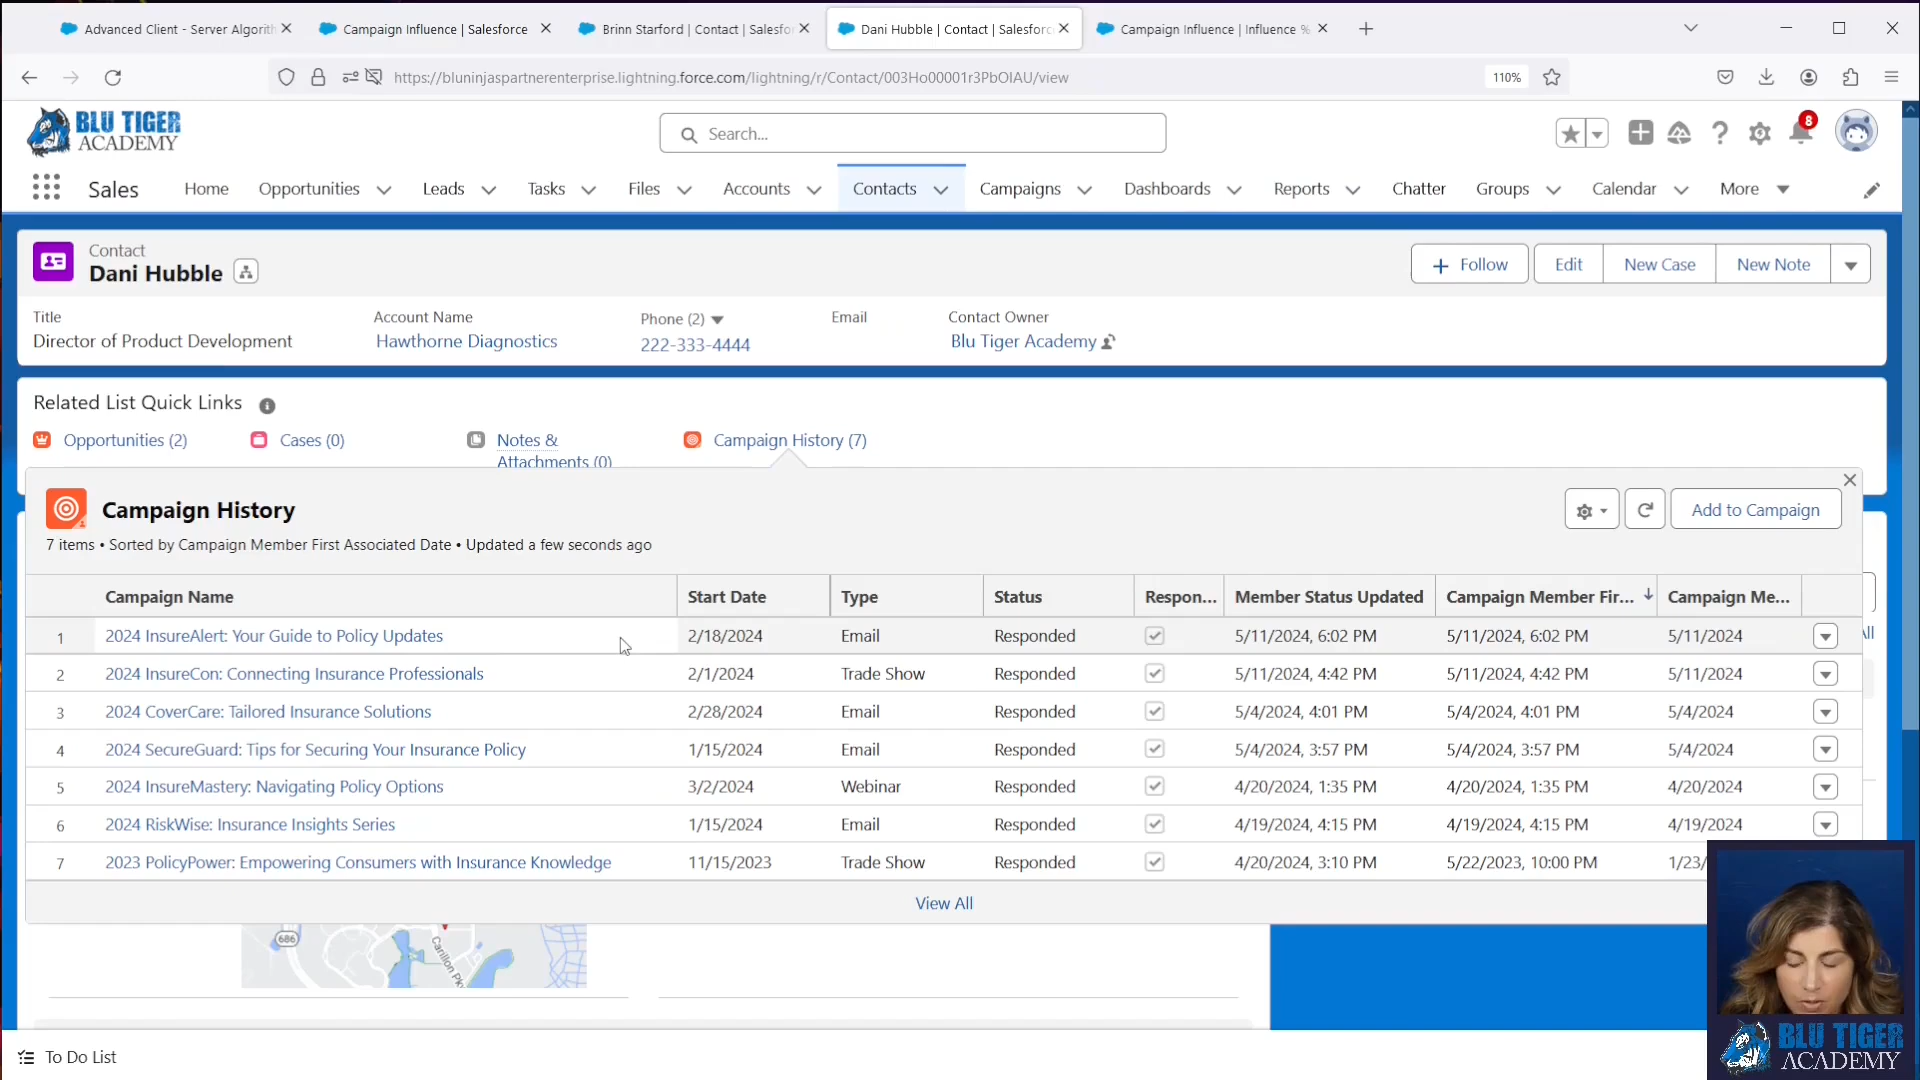 Advanced Client - Server Algorith
Campaign Influence | Salesforce
Brinn Starford | Contact | Salesfo
Dani Hubble | Contact | Salesforc
Campaign Influence | Influence %
https://bluninjaspartnerenterprise.lightning.force.com/lightning/r/Contact/003Ho00001r3PbOIAU/view
110%
BLU TIGER
ACADEMY
Search...
8
Sales
Home
Opportunities
Leads
Tasks
Files
Accounts
Contacts
Campaigns
Dashboards
Reports
Chatter
Groups
Calendar
More
Contact
Dani Hubble
Follow
Edit
New Case
New Note
Title
Account Name
Phone (2)
Email
Contact Owner
Director of Product Development
Hawthorne Diagnostics
222-333-4444
Blu Tiger Academy
Related List Quick Links
Opportunities (2)
Cases (0)
Notes &
Attachments (0)
Campaign History (7)
Campaign History
Add to Campaign
7 items • Sorted by Campaign Member First Associated Date • Updated a few seconds ago
Campaign Name Start Date Type Status Respon... Member Status Updated Campaign Member Fir... Campaign Me...
1 2024 InsureAlert: Your Guide to Policy Updates 2/18/2024 Email Responded 5/11/2024, 6:02 PM 5/11/2024, 6:02 PM 5/11/2024
2 2024 InsureCon: Connecting Insurance Professionals 2/1/2024 Trade Show Responded 5/11/2024, 4:42 PM 5/11/2024, 4:42 PM 5/11/2024
3 2024 CoverCare: Tailored Insurance Solutions 2/28/2024 Email Responded 5/4/2024, 4:01 PM 5/4/2024, 4:01 PM 5/4/2024
4 2024 SecureGuard: Tips for Securing Your Insurance Policy 1/15/2024 Email Responded 5/4/2024, 3:57 PM 5/4/2024, 3:57 PM 5/4/2024
5 2024 InsureMastery: Navigating Policy Options 3/2/2024 Webinar Responded 4/20/2024, 1:35 PM 4/20/2024, 1:35 PM 4/20/2024
6 2024 RiskWise: Insurance Insights Series 1/15/2024 Email Responded 4/19/2024, 4:15 PM 4/19/2024, 4:15 PM 4/19/2024
7 2023 PolicyPower: Empowering Consumers with Insurance Knowledge 11/15/2023 Trade Show Responded 4/20/2024, 3:10 PM 5/22/2023, 10:00 PM 1/23/
View All
686
Carillon Pk
To Do List
BLU TIGER
ACADEMY